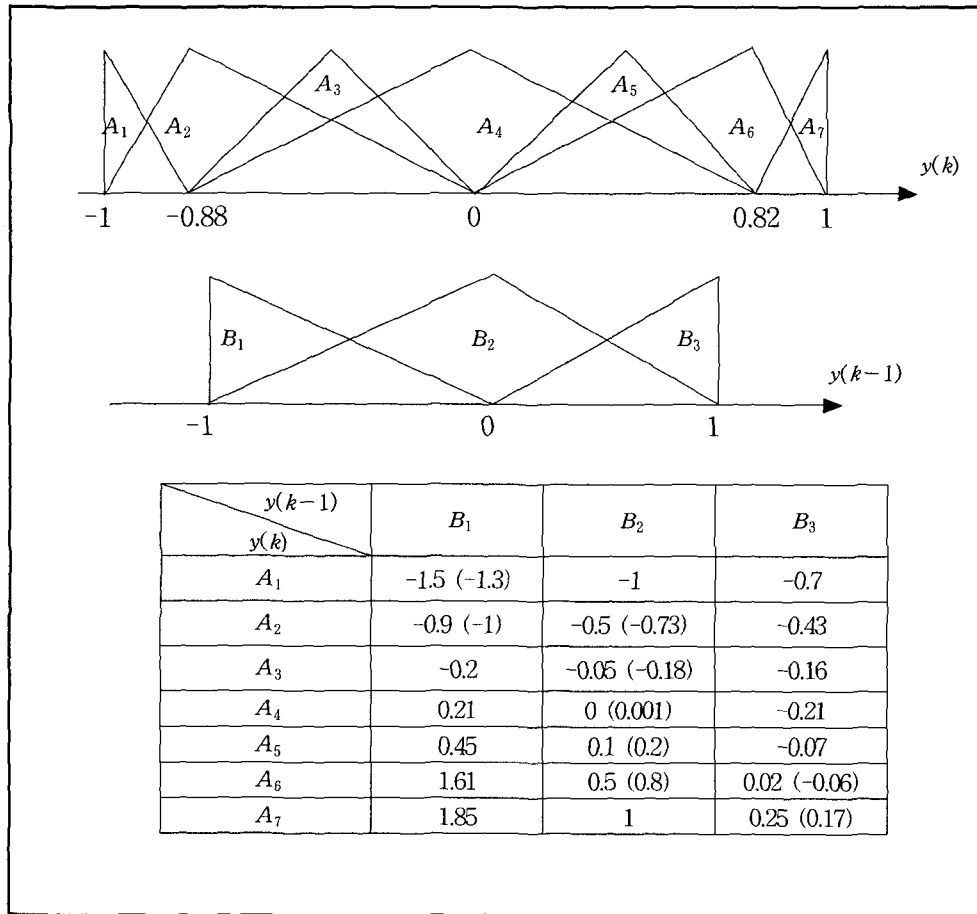 A1 A2 A3 A4 A5 A6 A7
y(k)
-1 -0.88 0 0.82 1
B1 B2 B3
y(k-1)
-1 0 1
y(k-1)
y(k)
B1 B2 B3
A1 -1.5 (-1.3) -1 -0.7
A2 -0.9 (-1) -0.5 (-0.73) -0.43
A3 -0.2 -0.05 (-0.18) -0.16
A4 0.21 0 (0.001) -0.21
A5 0.45 0.1 (0.2) -0.07
A6 1.61 0.5 (0.8) 0.02 (-0.06)
A7 1.85 1 0.25 (0.17)